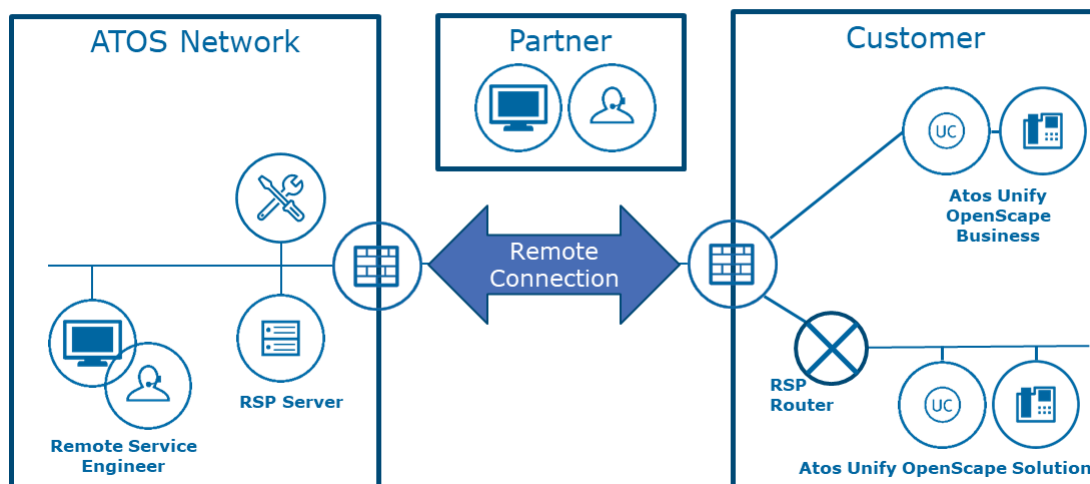 ATOS Network
Partner
Customer
UC
Atos Unify
OpenScape
Business
Remote
Connection
RSP Server
Remote Service
Engineer
RSP
Router
UC
Atos Unify OpenScape Solution